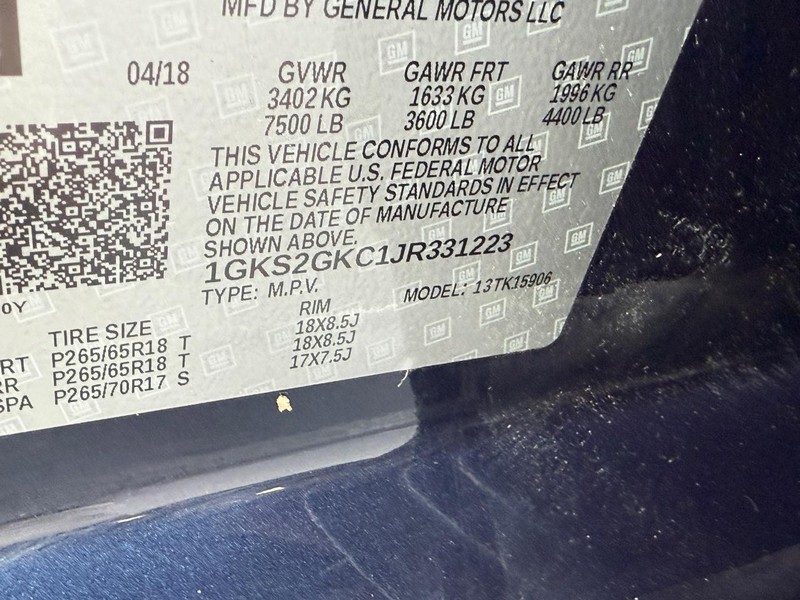 MFD BY GENERAL MOTORS LLC
04/18 GVWR GAWR FRT GAWR RR
3402 KG 1633 KG 1996 KG
7500 LB 3600 LB 4400 LB
THIS VEHICLE CONFORMS TO ALL
APPLICABLE U.S. FEDERAL MOTOR
VEHICLE SAFETY STANDARDS IN EFFECT
ON THE DATE OF MANUFACTURE
SHOWN ABOVE.
1GKS2GKC1JR331223
TYPE: M.P.V. MODEL: 13TK15906
0Y
TIRE SIZE RIM
RT P265/65R18 T 18X8.5J
RR P265/65R18 T 18X8.5J
SPA P265/70R17 S 17X7.5J